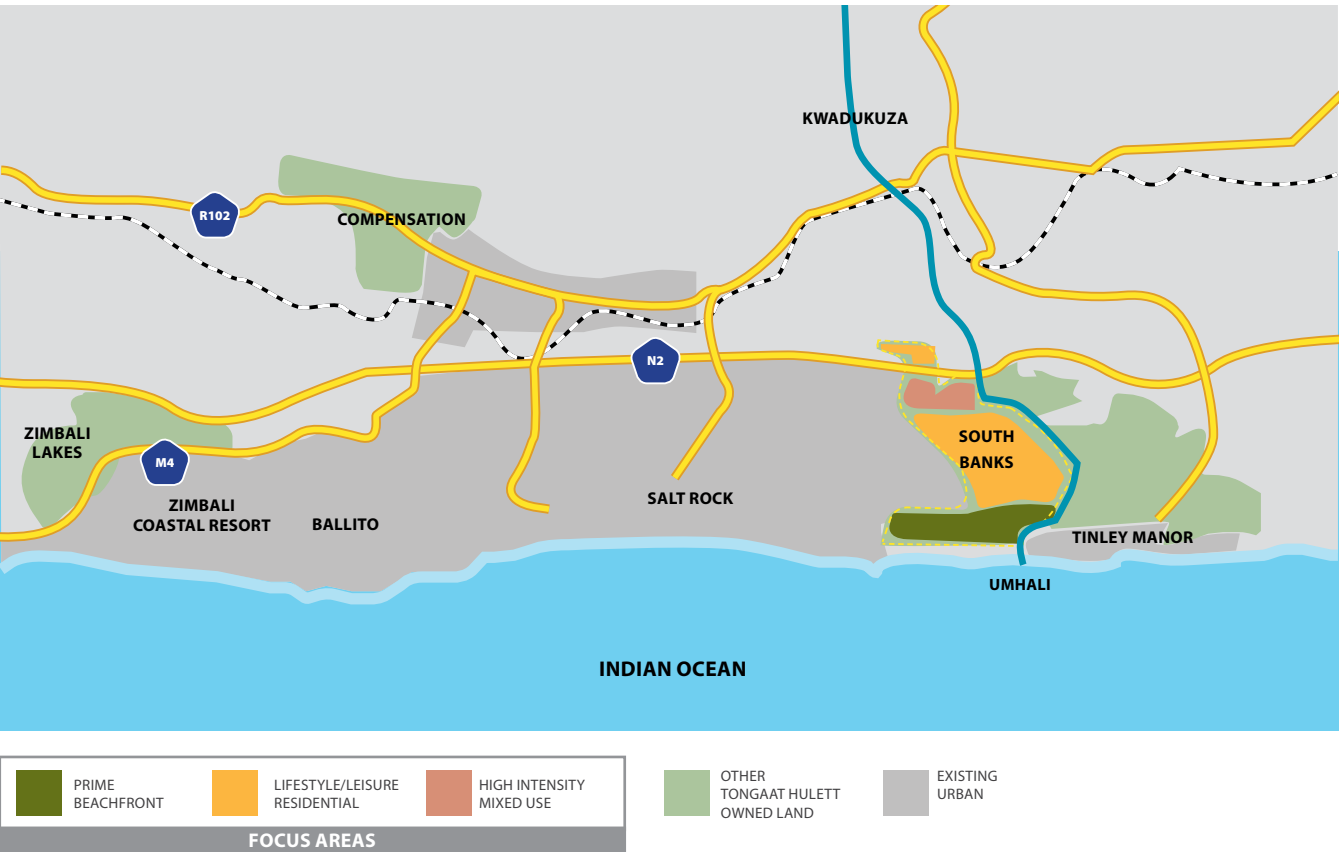 KWADUKUZA
R102
COMPENSATION
N2
ZIMBALI
LAKES
M4
SOUTH
BANKS
ZIMBALI
COASTAL RESORT
BALLITO
SALT ROCK
TINLEY MANOR
UMHALI
INDIAN OCEAN
PRIME
BEACHFRONT
LIFESTYLE/LEISURE
RESIDENTIAL
HIGH INTENSITY
MIXED USE
OTHER
TONGAAT HULETT
OWNED LAND
EXISTING
URBAN
FOCUS AREAS